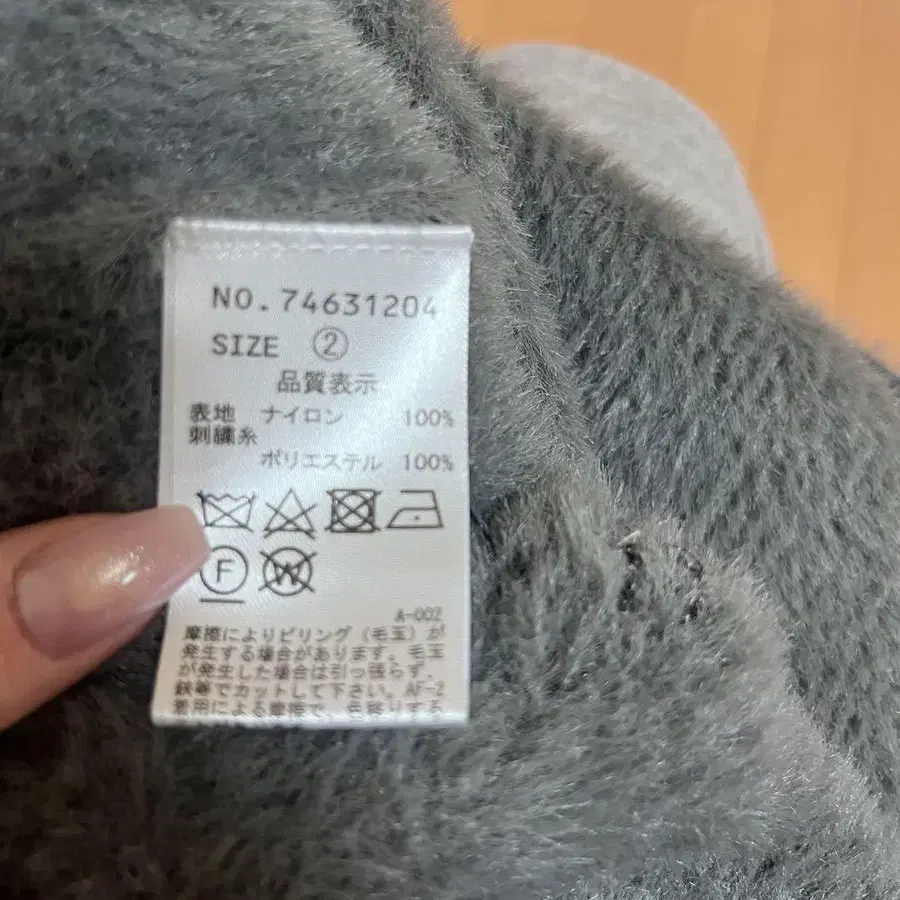 NO.74631204
SIZE ②
品質表示
表地 ナイロン 100%
刺繍糸
ポリエステル 100%
F
W
A-002
摩擦によりピリング(毛玉)が
発生する場合があります。毛玉
が発生した場合は引っ張らず、
鋏等でカットして下さい。AF-2
着用による摩擦で、色移りする